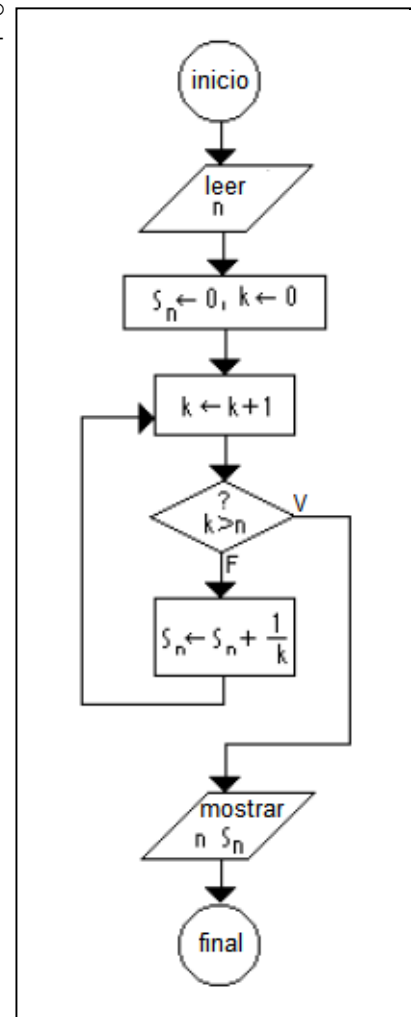 inicio
leer
n
Sₙ ← 0, k ← 0
k ← k + 1
?
k > n
V
F
Sₙ ← Sₙ + 1/k
mostrar
n Sₙ
final